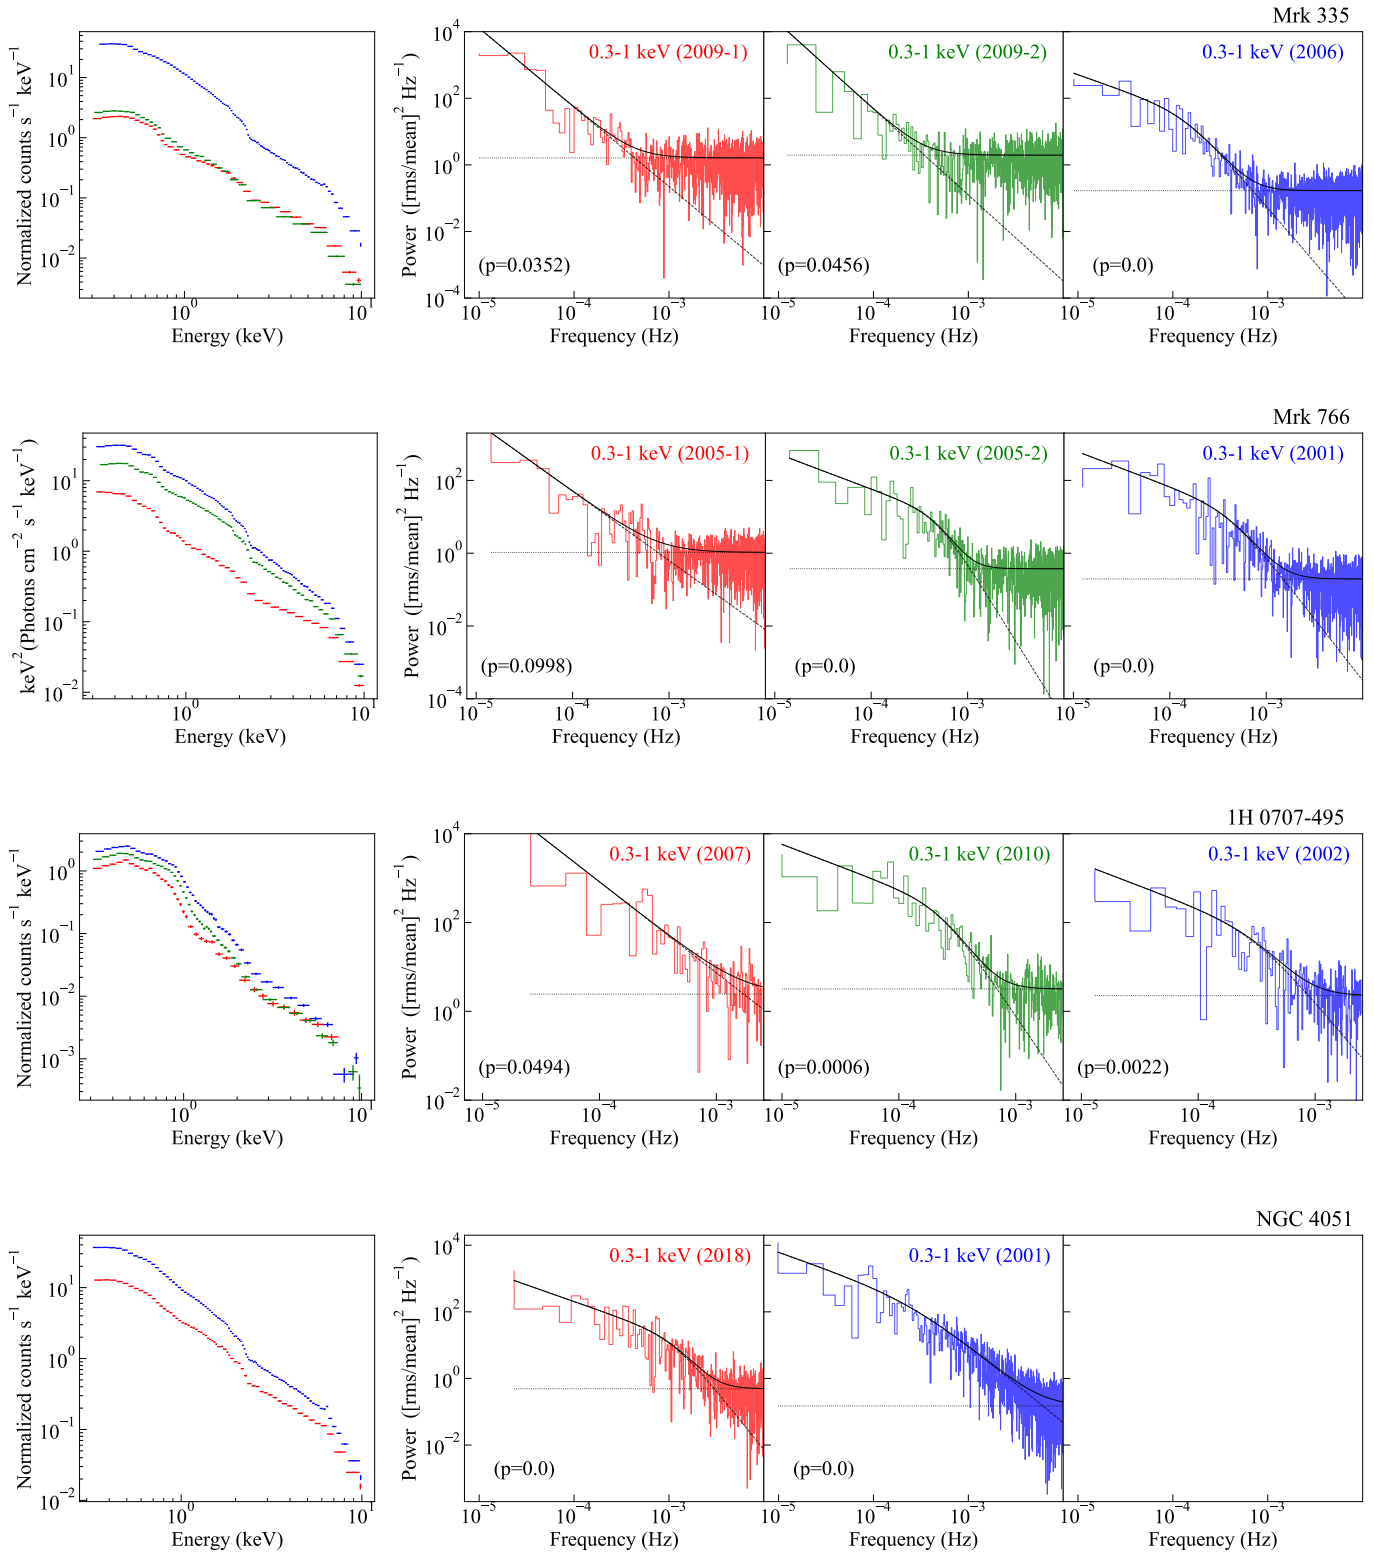 Mrk 335
Normalized counts s⁻¹ keV⁻¹
10¹
10⁰
10⁻¹
10⁻²
10⁰
10¹
Energy (keV)
Power ([rms/mean]² Hz⁻¹)
10⁴
10²
10⁰
10⁻²
10⁻⁴
0.3-1 keV (2009-1)
(p=0.0352)
10⁻⁵
10⁻⁴
10⁻³
Frequency (Hz)
0.3-1 keV (2009-2)
(p=0.0456)
10⁻⁵
10⁻⁴
10⁻³
Frequency (Hz)
0.3-1 keV (2006)
(p=0.0)
10⁻⁵
10⁻⁴
10⁻³
Frequency (Hz)
Mrk 766
keV²(Photons cm⁻² s⁻¹ keV⁻¹)
10¹
10⁰
10⁻¹
10⁻²
10⁰
10¹
Energy (keV)
Power ([rms/mean]² Hz⁻¹)
10²
10⁰
10⁻²
10⁻⁴
0.3-1 keV (2005-1)
(p=0.0998)
10⁻⁵
10⁻⁴
10⁻³
Frequency (Hz)
0.3-1 keV (2005-2)
(p=0.0)
10⁻⁴
10⁻³
Frequency (Hz)
0.3-1 keV (2001)
(p=0.0)
10⁻⁵
10⁻⁴
10⁻³
Frequency (Hz)
1H 0707-495
Normalized counts s⁻¹ keV⁻¹
10⁰
10⁻¹
10⁻²
10⁻³
10⁰
10¹
Energy (keV)
Power ([rms/mean]² Hz⁻¹)
10⁴
10²
10⁰
10⁻²
0.3-1 keV (2007)
(p=0.0494)
10⁻⁵
10⁻⁴
10⁻³
Frequency (Hz)
0.3-1 keV (2010)
(p=0.0006)
10⁻⁵
10⁻⁴
10⁻³
Frequency (Hz)
0.3-1 keV (2002)
(p=0.0022)
10⁻⁵
10⁻⁴
10⁻³
Frequency (Hz)
NGC 4051
Normalized counts s⁻¹ keV⁻¹
10¹
10⁰
10⁻¹
10⁻²
10⁰
10¹
Energy (keV)
Power ([rms/mean]² Hz⁻¹)
10⁴
10²
10⁰
10⁻²
0.3-1 keV (2018)
(p=0.0)
10⁻⁵
10⁻⁴
10⁻³
Frequency (Hz)
0.3-1 keV (2001)
(p=0.0)
10⁻⁵
10⁻⁴
10⁻³
Frequency (Hz)
10⁻⁵
10⁻⁴
10⁻³
Frequency (Hz)